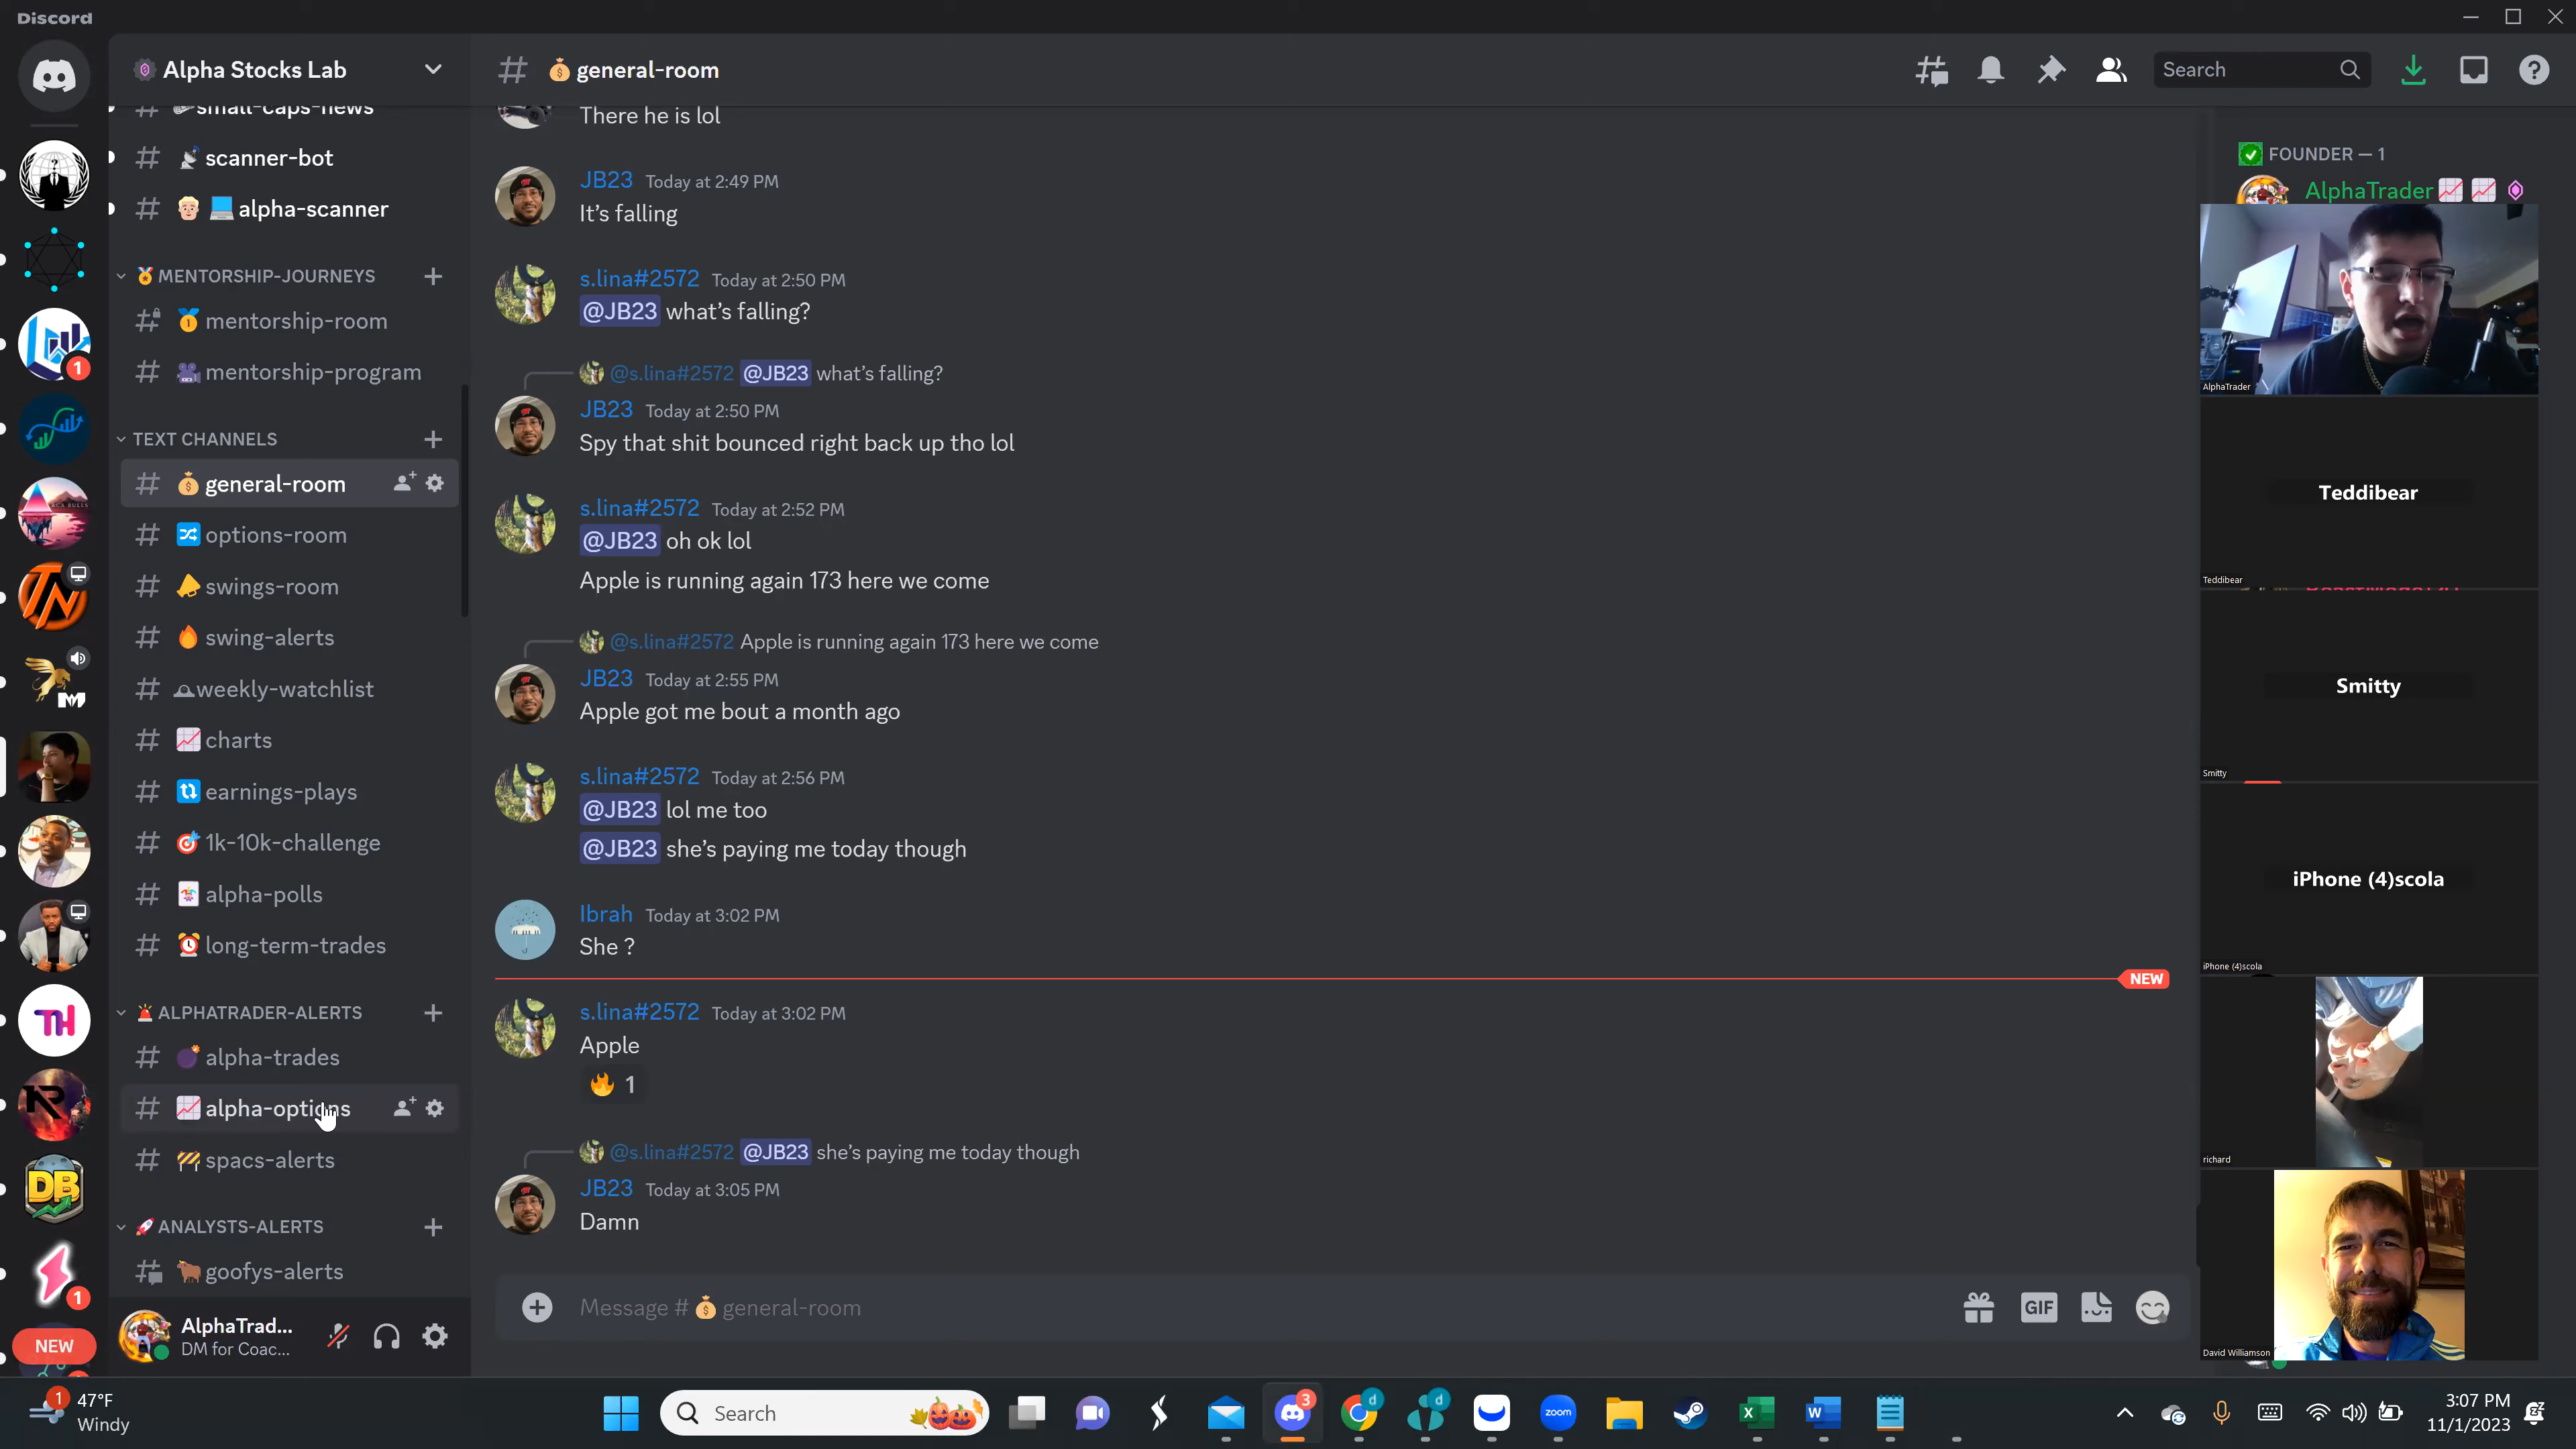 Discord
Alpha Stocks Lab
small-caps-news
scanner-bot
alpha-scanner
MENTORSHIP-JOURNEYS
mentorship-room
mentorship-program
TEXT CHANNELS
general-room
options-room
swings-room
swing-alerts
weekly-watchlist
charts
earnings-plays
1k-10k-challenge
alpha-polls
long-term-trades
ALPHATRADER-ALERTS
alpha-trades
alpha-options
spacs-alerts
ANALYSTS-ALERTS
goofys-alerts
AlphaTrad...
DM for Coac...
NEW
1
1
TH
DB
# general-room
Search
There he is lol
JB23 Today at 2:49 PM
It's falling
s.lina#2572 Today at 2:50 PM
@JB23 what's falling?
@s.lina#2572 @JB23 what's falling?
JB23 Today at 2:50 PM
Spy that shit bounced right back up tho lol
s.lina#2572 Today at 2:52 PM
@JB23 oh ok lol
Apple is running again 173 here we come
@s.lina#2572 Apple is running again 173 here we come
JB23 Today at 2:55 PM
Apple got me bout a month ago
s.lina#2572 Today at 2:56 PM
@JB23 lol me too
@JB23 she's paying me today though
Ibrah Today at 3:02 PM
She ?
NEW
s.lina#2572 Today at 3:02 PM
Apple
1
@s.lina#2572 @JB23 she's paying me today though
JB23 Today at 3:05 PM
Damn
Message # general-room
GIF
FOUNDER — 1
AlphaTrader
AlphaTrader
Teddibear
Teddibear
Smitty
Smitty
iPhone (4)scola
iPhone (4)scola
richard
David Williamson
1
47°F
Windy
Search
3
d
d
zoom
3:07 PM
11/1/2023